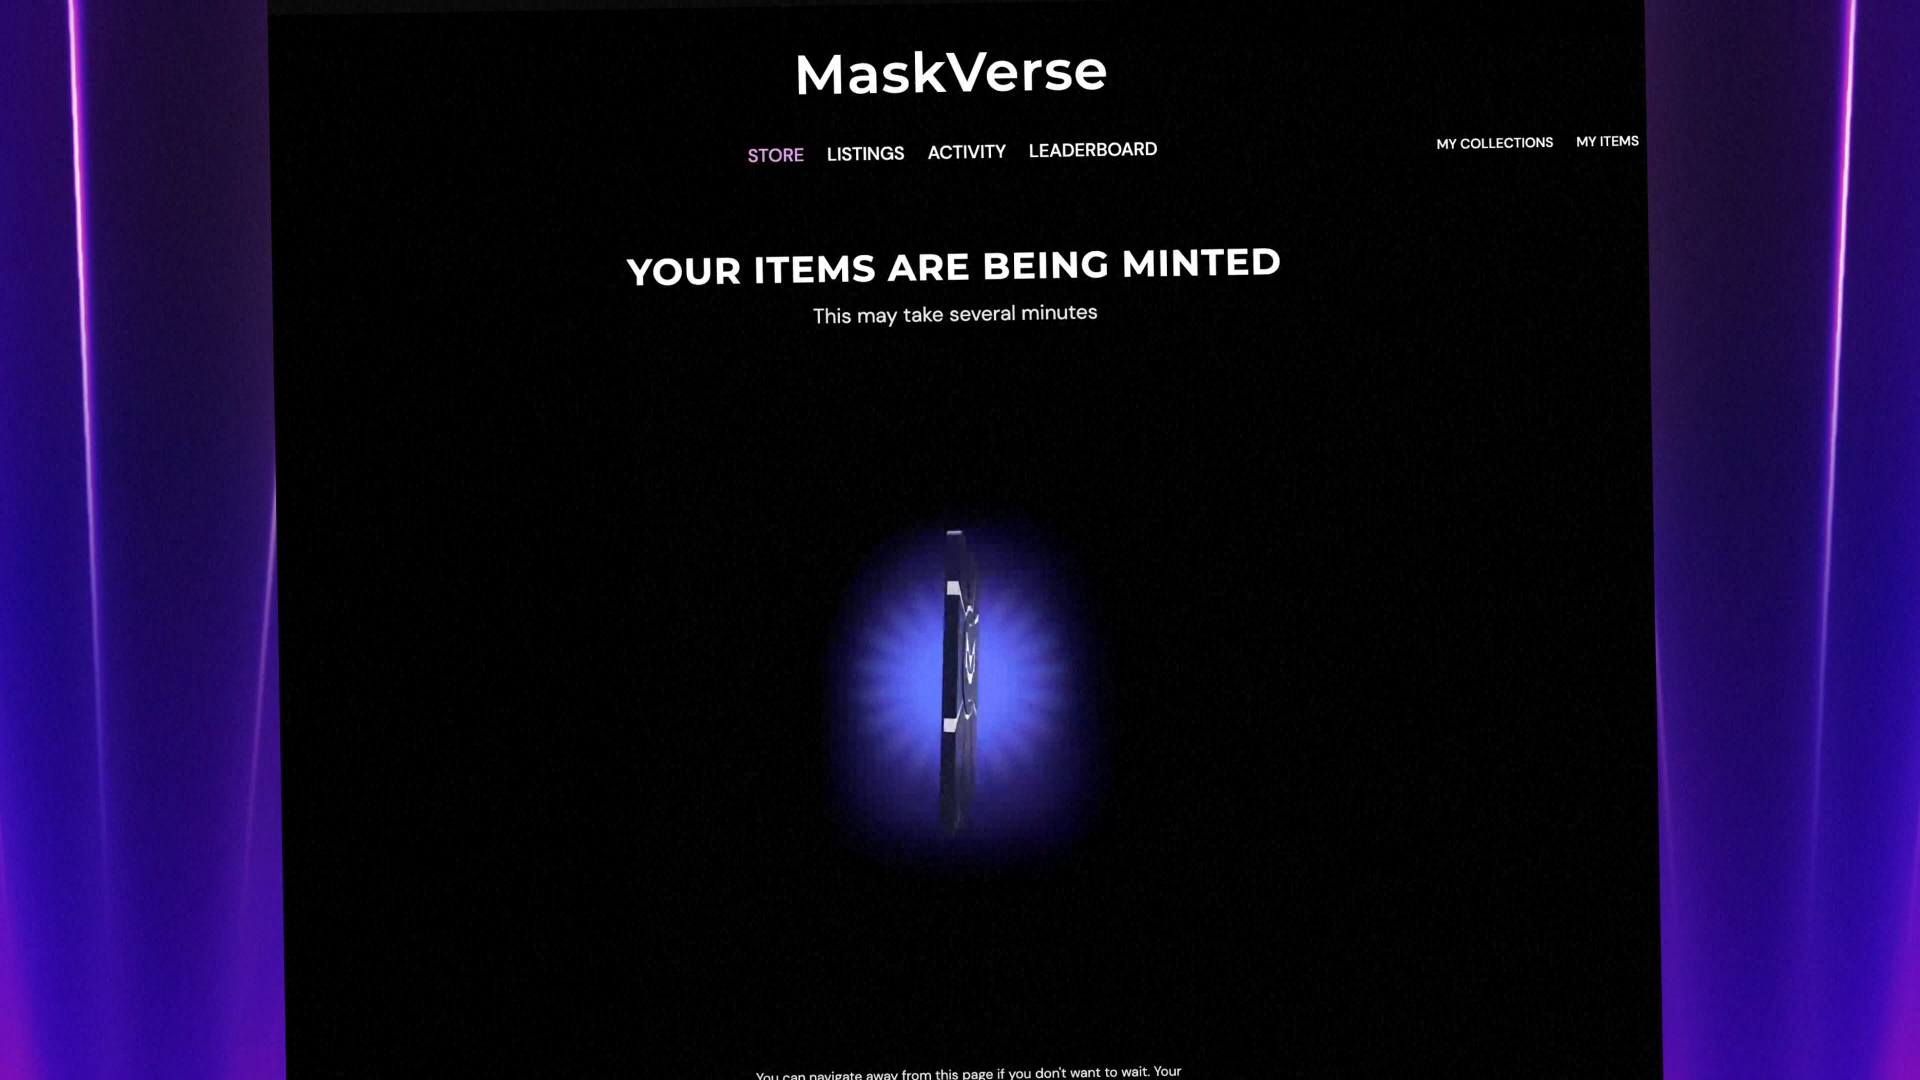 MaskVerse
STORE LISTINGS ACTIVITY LEADERBOARD
MY COLLECTIONS MY ITEMS
YOUR ITEMS ARE BEING MINTED
This may take several minutes
You can navigate away from this page if you don't want to wait. Your